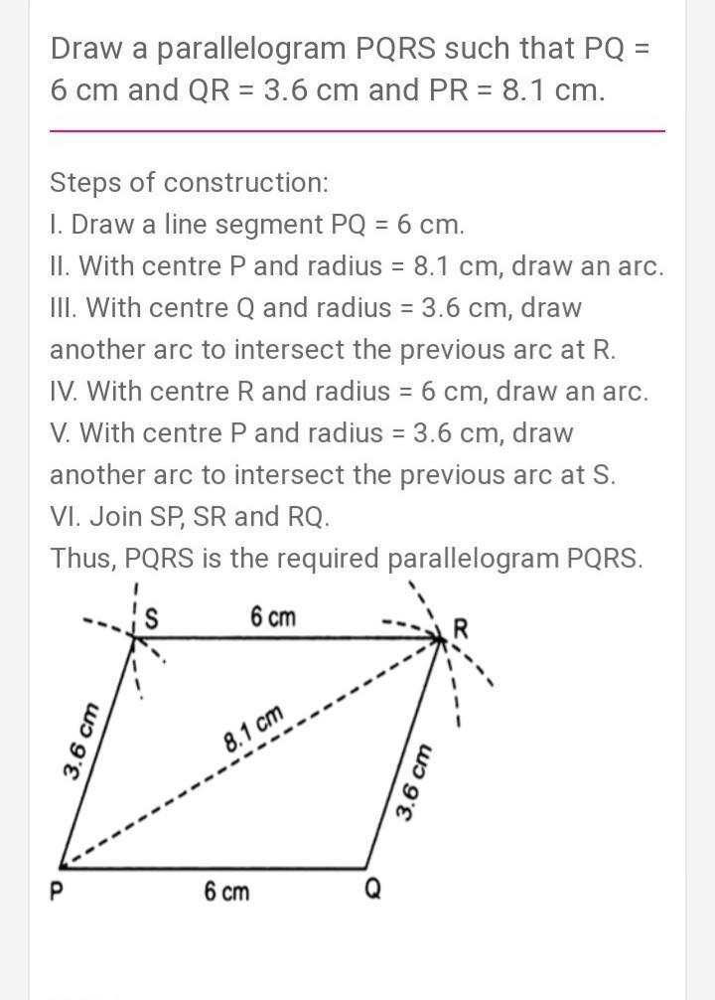 Draw a parallelogram PQRS such that PQ =
6 cm and QR = 3.6 cm and PR = 8.1 cm.
Steps of construction:
I. Draw a line segment PQ = 6 cm.
II. With centre P and radius = 8.1 cm, draw an arc.
III. With centre Q and radius = 3.6 cm, draw
another arc to intersect the previous arc at R.
IV. With centre R and radius = 6 cm, draw an arc.
V. With centre P and radius = 3.6 cm, draw
another arc to intersect the previous arc at S.
VI. Join SP, SR and RQ.
Thus, PQRS is the required parallelogram PQRS.
S 6 cm R
3.6 cm
8.1 cm
3.6 cm
P 6 cm Q